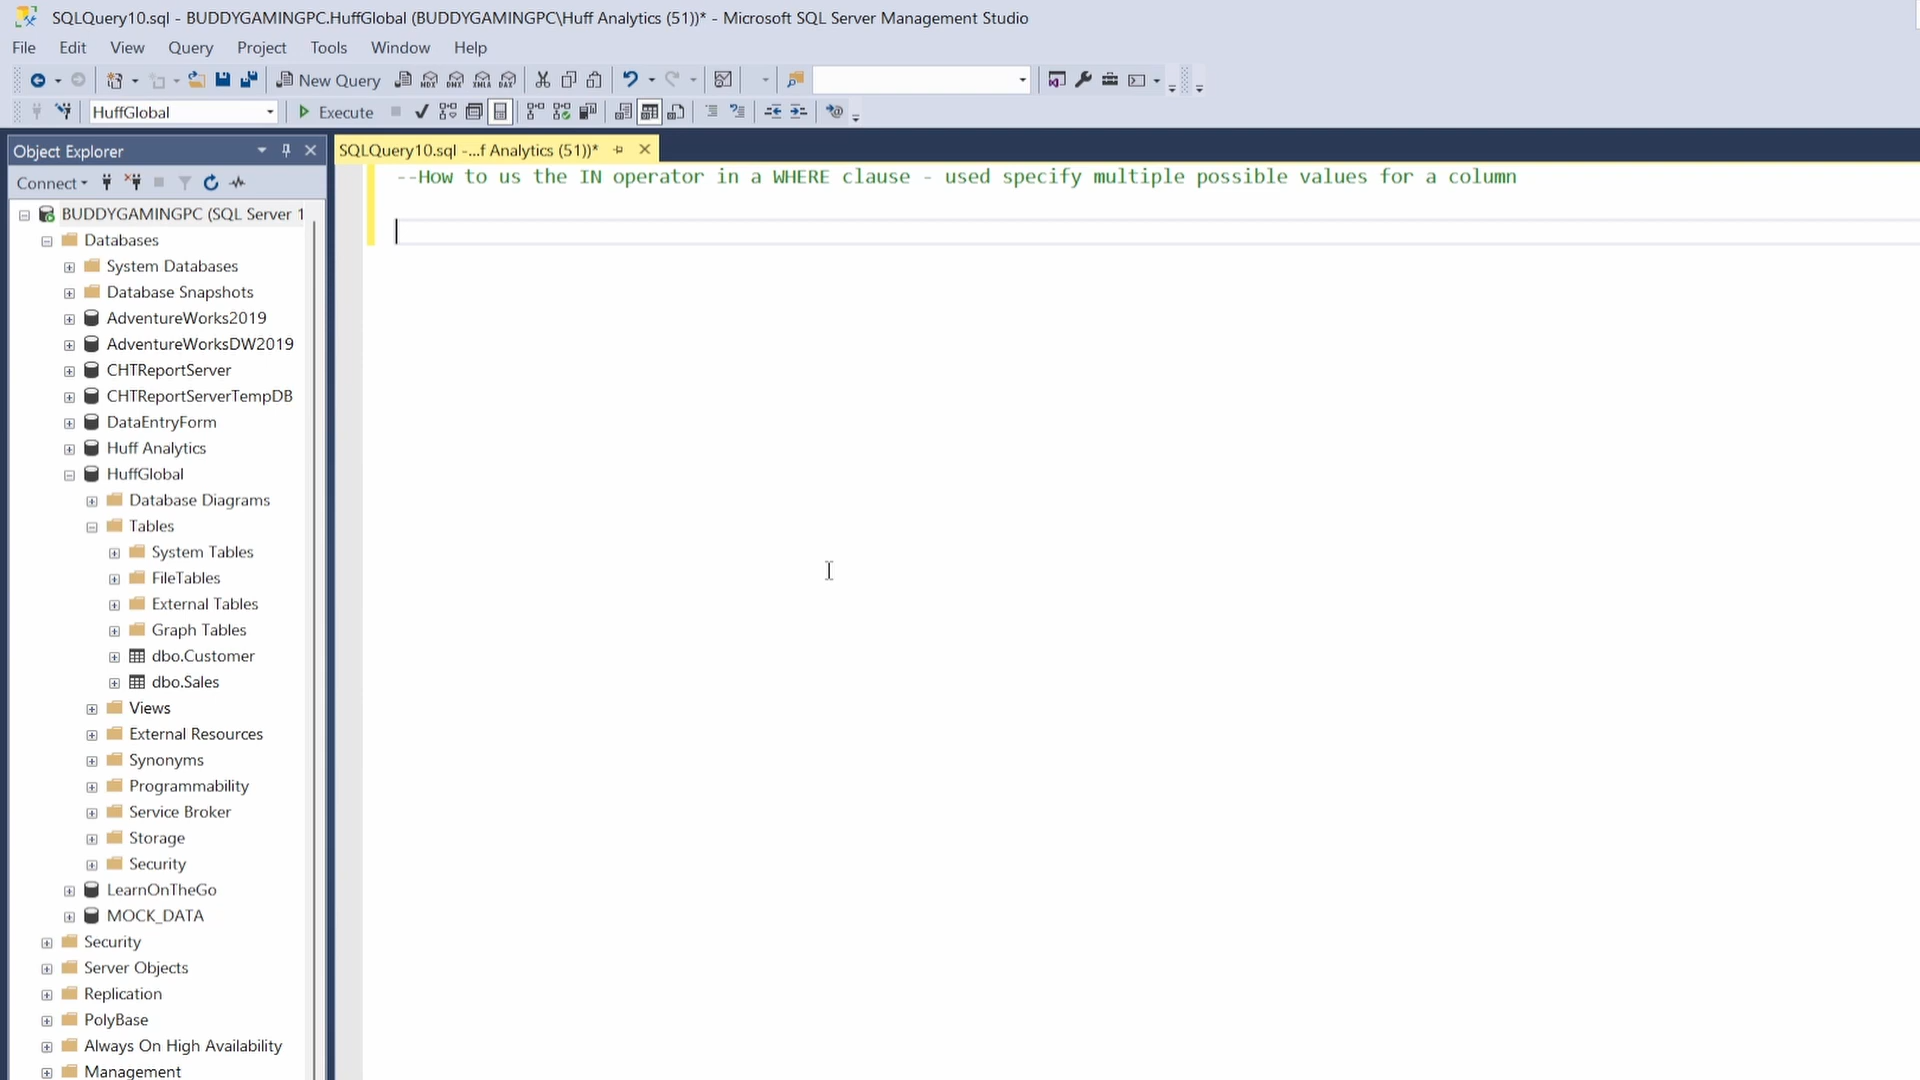 SQLQuery10.sql - BUDDYGAMINGPC.HuffGlobal (BUDDYGAMINGPC\Huff Analytics (51))* - Microsoft SQL Server Management Studio
File Edit View Query Project Tools Window Help
New Query
HuffGlobal Execute
Object Explorer
SQLQuery10.sql -...f Analytics (51))*
Connect
--How to us the IN operator in a WHERE clause - used specify multiple possible values for a column
BUDDYGAMINGPC (SQL Server 1
Databases
System Databases
Database Snapshots
AdventureWorks2019
AdventureWorksDW2019
CHTReportServer
CHTReportServerTempDB
DataEntryForm
Huff Analytics
HuffGlobal
Database Diagrams
Tables
System Tables
FileTables
External Tables
Graph Tables
dbo.Customer
dbo.Sales
Views
External Resources
Synonyms
Programmability
Service Broker
Storage
Security
LearnOnTheGo
MOCK_DATA
Security
Server Objects
Replication
PolyBase
Always On High Availability
Management